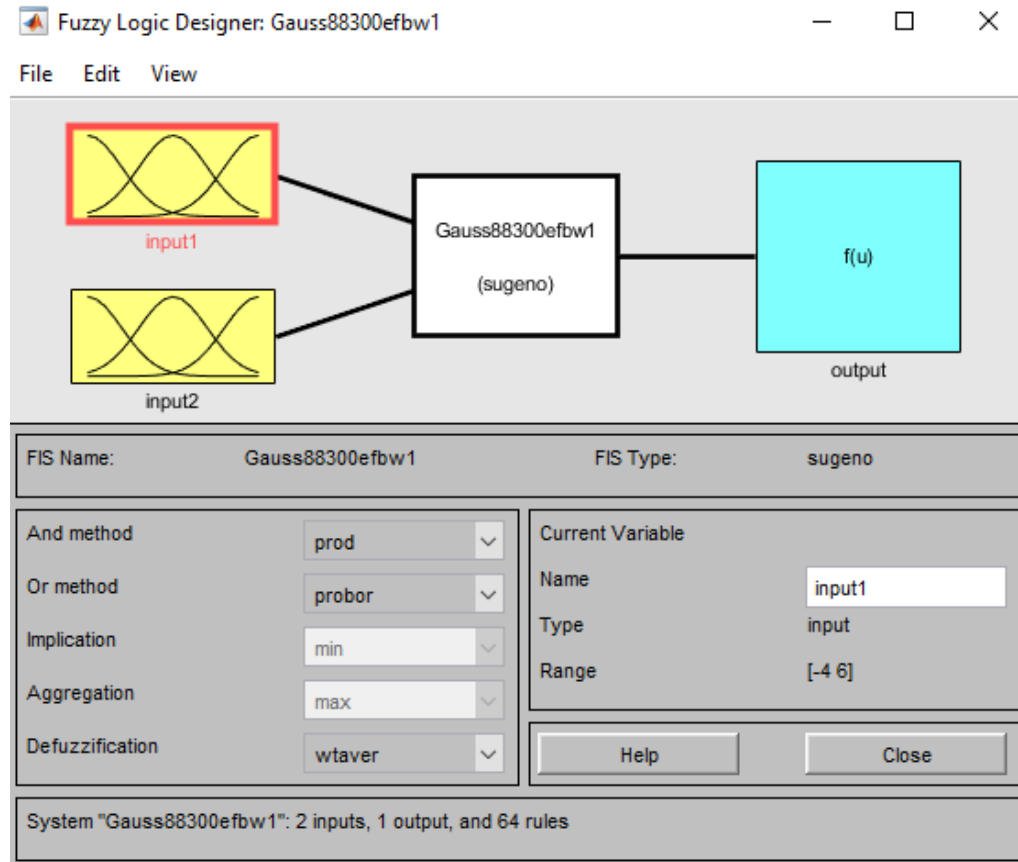 Fuzzy Logic Designer: Gauss88300efbw1
File Edit View
input1
input2
Gauss88300efbw1
(sugeno)
f(u)
output
FIS Name: Gauss88300efbw1 FIS Type: sugeno
And method prod
Or method probor
Implication min
Aggregation max
Defuzzification wtaver
Current Variable
Name input1
Type input
Range [-4 6]
Help Close
System "Gauss88300efbw1": 2 inputs, 1 output, and 64 rules